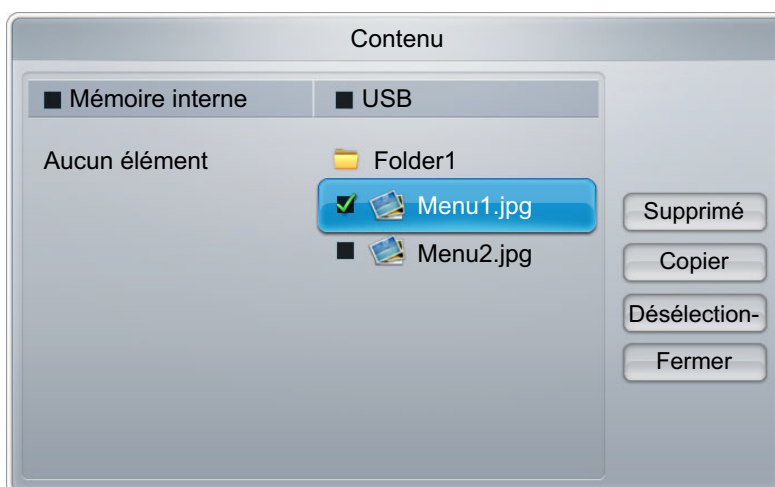 Contenu
Mémoire interne
USB
Aucun élément
Folder1
Menu1.jpg
Menu2.jpg
Supprimé
Copier
Désélection-
Fermer